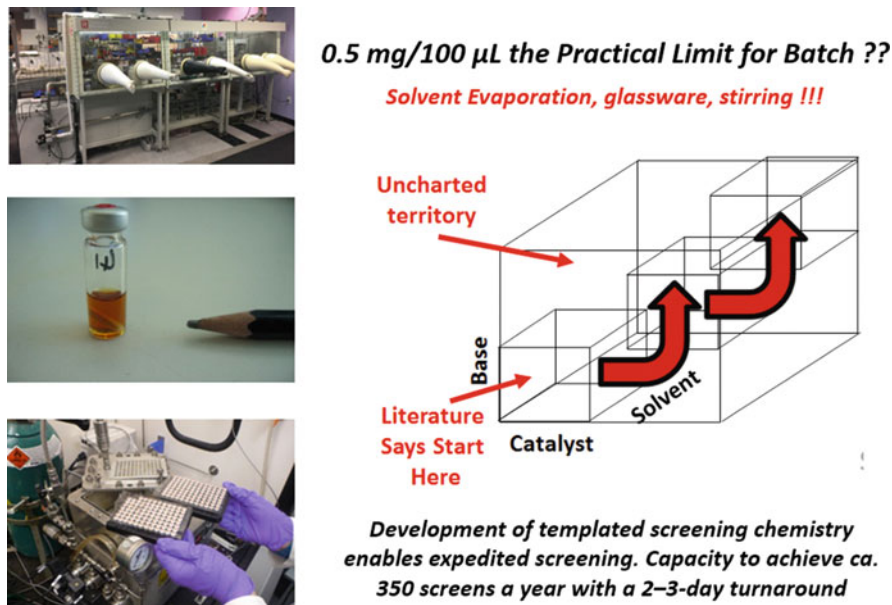 0.5 mg/100 µL the Practical Limit for Batch ??
Solvent Evaporation, glassware, stirring !!!
Uncharted
territory
Base
Solvent
Literature
Says Start
Here
Catalyst
Development of templated screening chemistry
enables expedited screening. Capacity to achieve ca.
350 screens a year with a 2–3-day turnaround